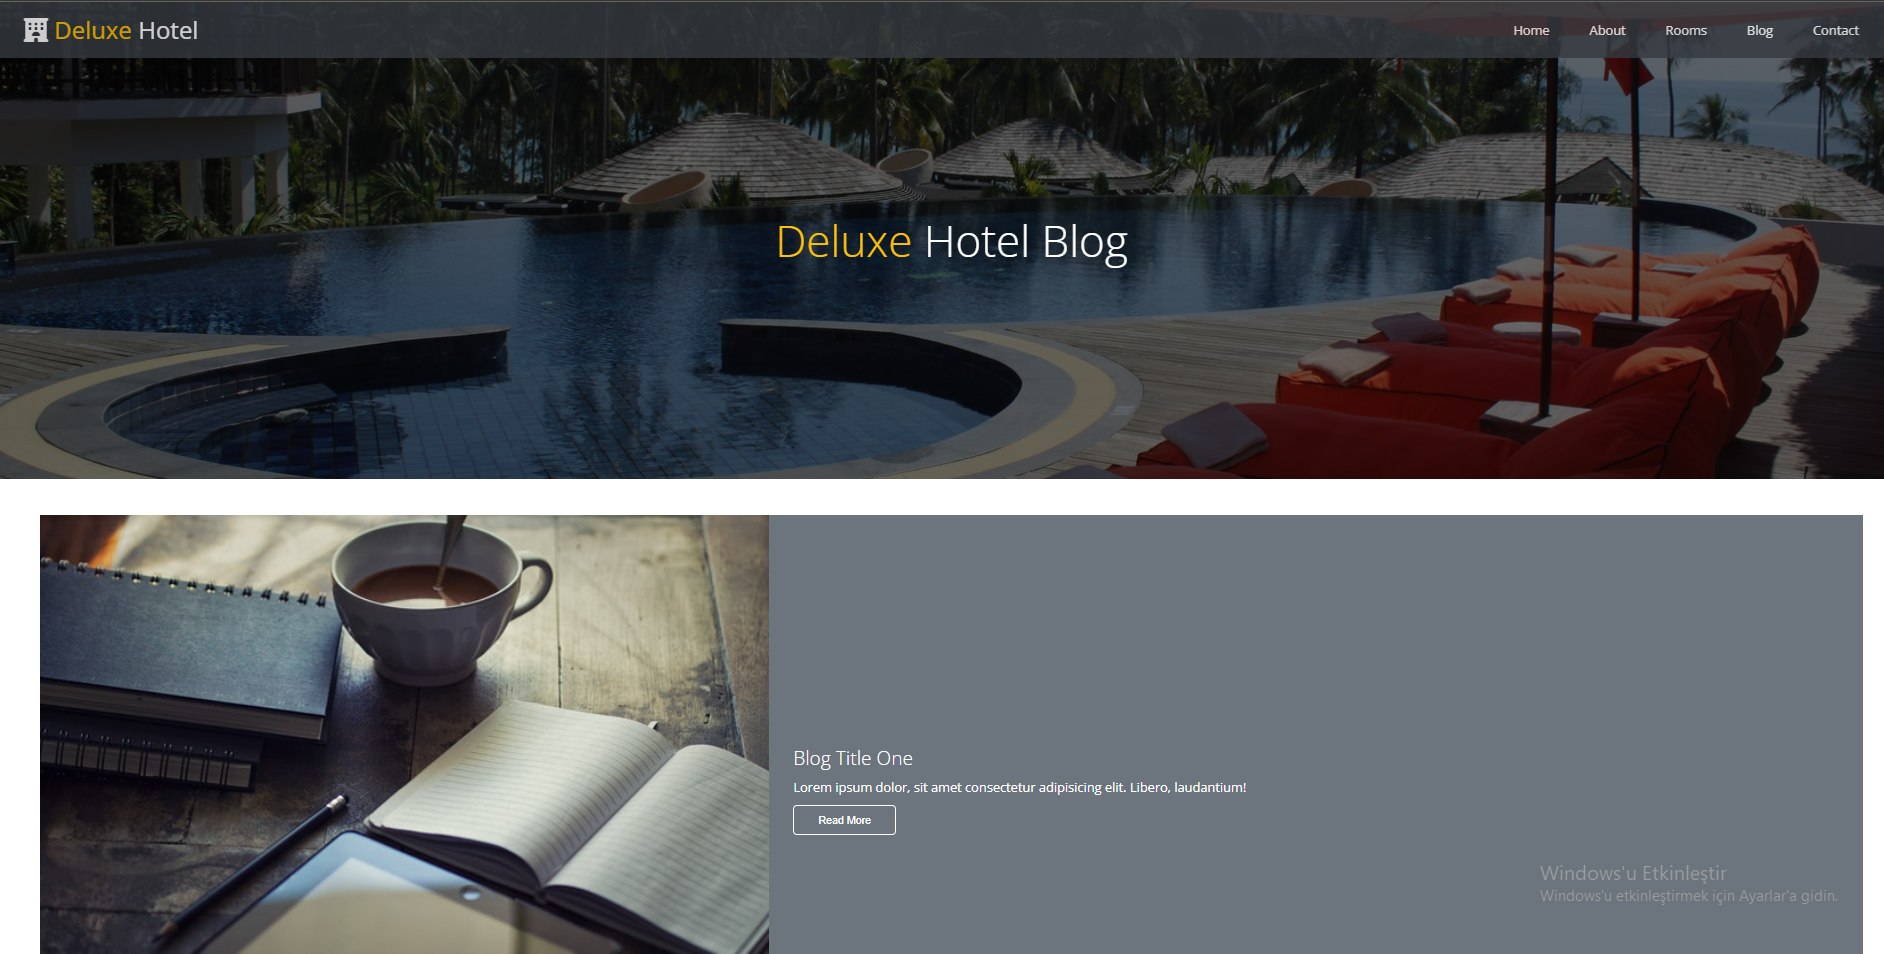 Deluxe Hotel
Home About Rooms Blog Contact
Deluxe Hotel Blog
Blog Title One
Lorem ipsum dolor, sit amet consectetur adipisicing elit. Libero, laudantium!
Read More
Windows'u Etkinleştir
Windows'u etkinleştirmek için Ayarlar'a gidin.